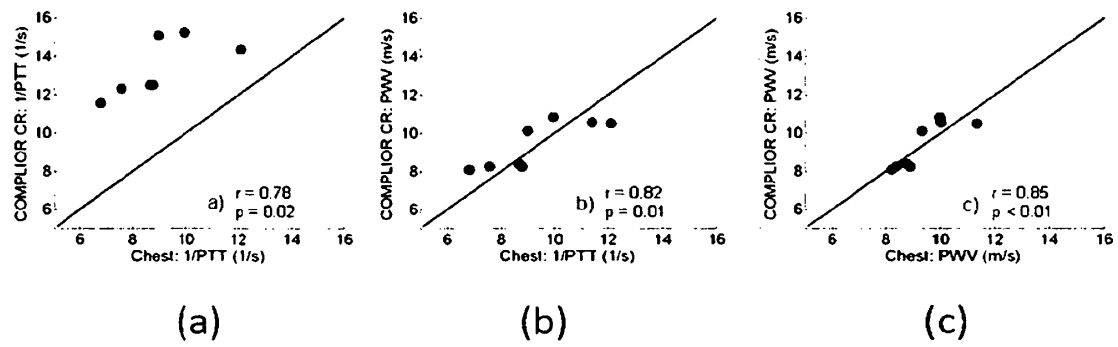 COMPLIOR CR: 1/PTT (1/s)
16
14
12
10
8
6
a) r = 0.78
p = 0.02
6 8 10 12 14 16
Chest: 1/PTT (1/s)
COMPLIOR CR: PWV (m/s)
16
14
12
10
8
6
b) r = 0.82
p = 0.01
6 8 10 12 14 16
Chest: 1/PTT (1/s)
COMPLIOR CR: PWV (m/s)
16
14
12
10
8
6
c) r = 0.85
p < 0.01
6 8 10 12 14 16
Chest: PWV (m/s)
(a) (b) (c)